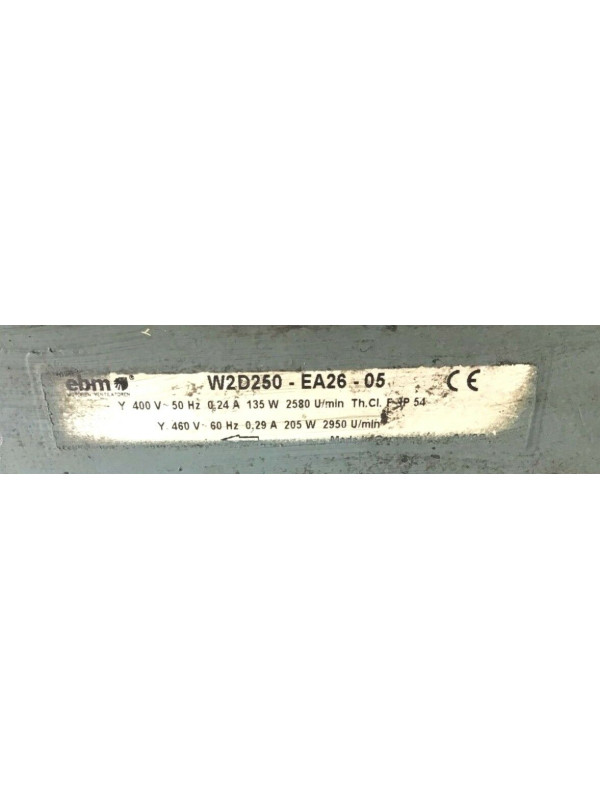 ebm W2D250 - EA26 - 05 CE
Y 400 V~ 50 Hz 0,24 A 135 W 2580 U/min Th.Cl. F IP 54
Y 460 V~ 60 Hz 0,29 A 205 W 2950 U/min